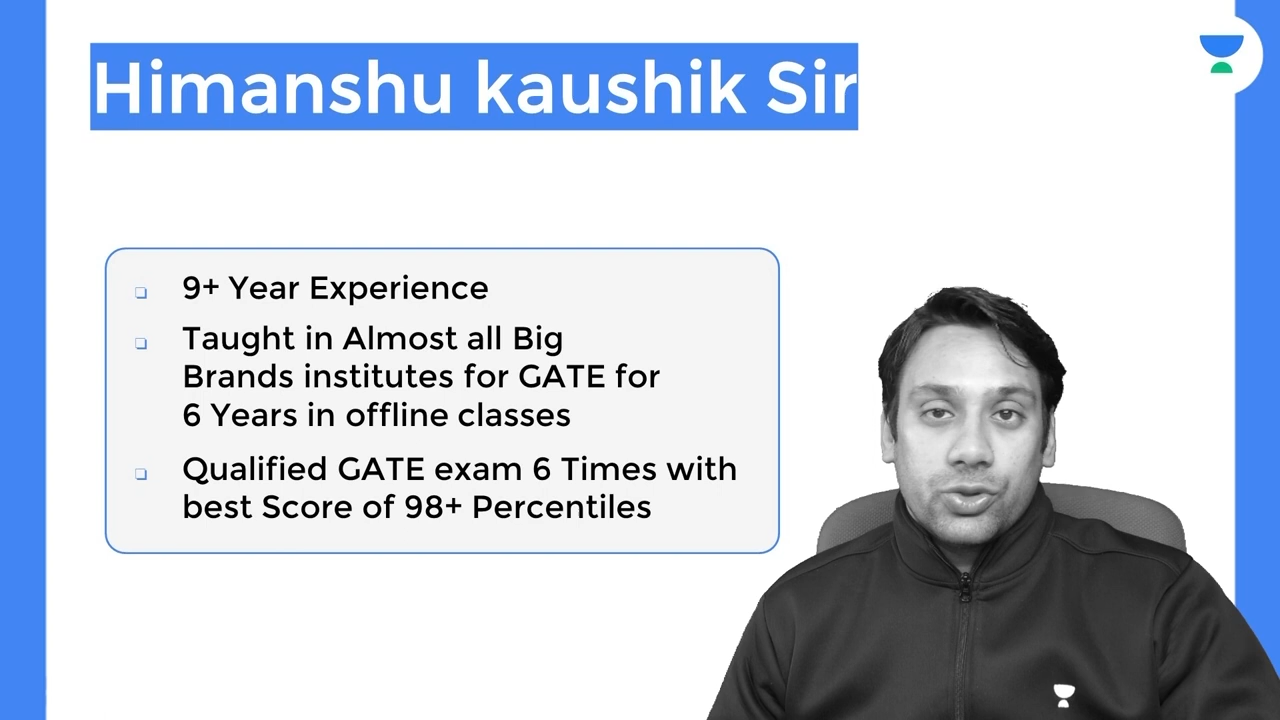 Himanshu kaushik Sir
9+ Year Experience
Taught in Almost all Big
Brands institutes for GATE for
6 Years in offline classes
Qualified GATE exam 6 Times with
best Score of 98+ Percentiles